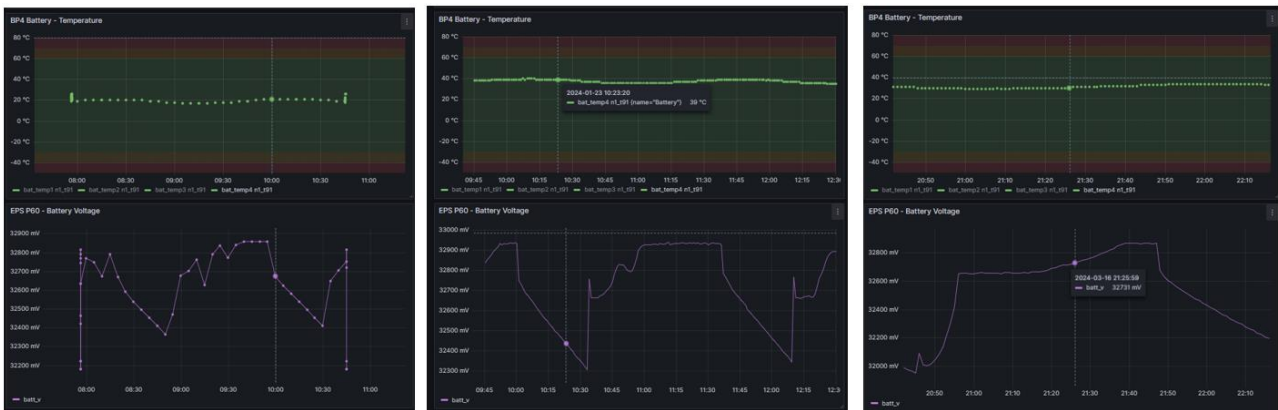 BP4 Battery - Temperature
80 °C
60 °C
40 °C
20 °C
0 °C
-20 °C
-40 °C
08:00 08:30 09:00 09:30 10:00 10:30 11:00
bat_temp1 n1_t91 bat_temp2 n1_t91 bat_temp3 n1_t91 bat_temp4 n1_t91
EPS P60 - Battery Voltage
32900 mV
32800 mV
32700 mV
32600 mV
32500 mV
32400 mV
32300 mV
32200 mV
08:00 08:30 09:00 09:30 10:00 10:30 11:00
batt_v
BP4 Battery - Temperature
80 °C
60 °C
40 °C
20 °C
0 °C
-20 °C
-40 °C
2024-01-23 10:23:20
bat_temp4 n1_t91 (name="Battery") 39 °C
09:45 10:00 10:15 10:30 10:45 11:00 11:15 11:30 11:45 12:00 12:15 12:3
bat_temp1 n1_t91 bat_temp2 n1_t91 bat_temp3 n1_t91 bat_temp4 n1_t91
EPS P60 - Battery Voltage
33000 mV
32900 mV
32800 mV
32700 mV
32600 mV
32500 mV
32400 mV
32300 mV
09:45 10:00 10:15 10:30 10:45 11:00 11:15 11:30 11:45 12:00 12:15 12:3
batt_v
BP4 Battery - Temperature
80 °C
60 °C
40 °C
20 °C
0 °C
-20 °C
-40 °C
20:50 21:00 21:10 21:20 21:30 21:40 21:50 22:00 22:10
bat_temp1 n1_t91 bat_temp2 n1_t91 bat_temp3 n1_t91 bat_temp4 n1_t91
EPS P60 - Battery Voltage
32800 mV
32600 mV
32400 mV
32200 mV
32000 mV
2024-03-16 21:25:59
batt_v 32731 mV
20:50 21:00 21:10 21:20 21:30 21:40 21:50 22:00 22:10
batt_v